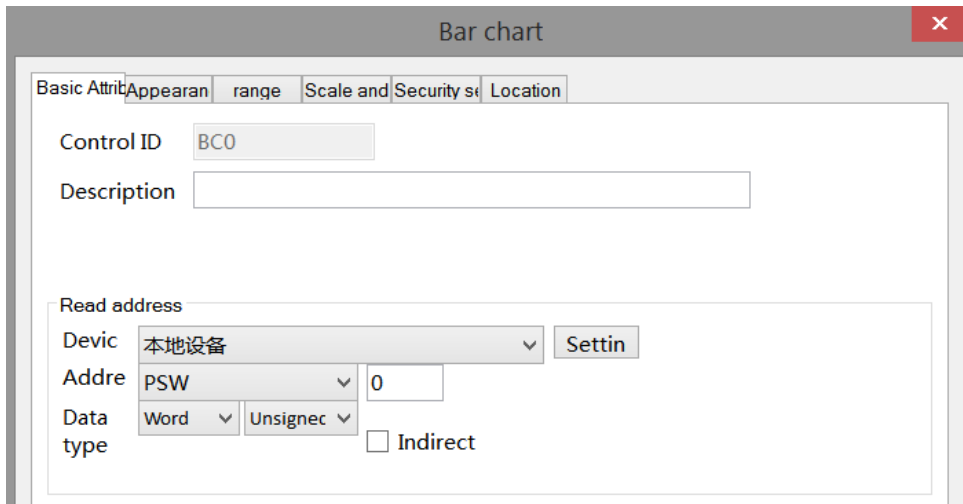 Bar chart
Basic Attrib Appearan range Scale and Security se Location
Control ID BC0
Description
Read address
Devic 本地设备 Settin
Addre PSW 0
Data Word Unsignec
type Indirect